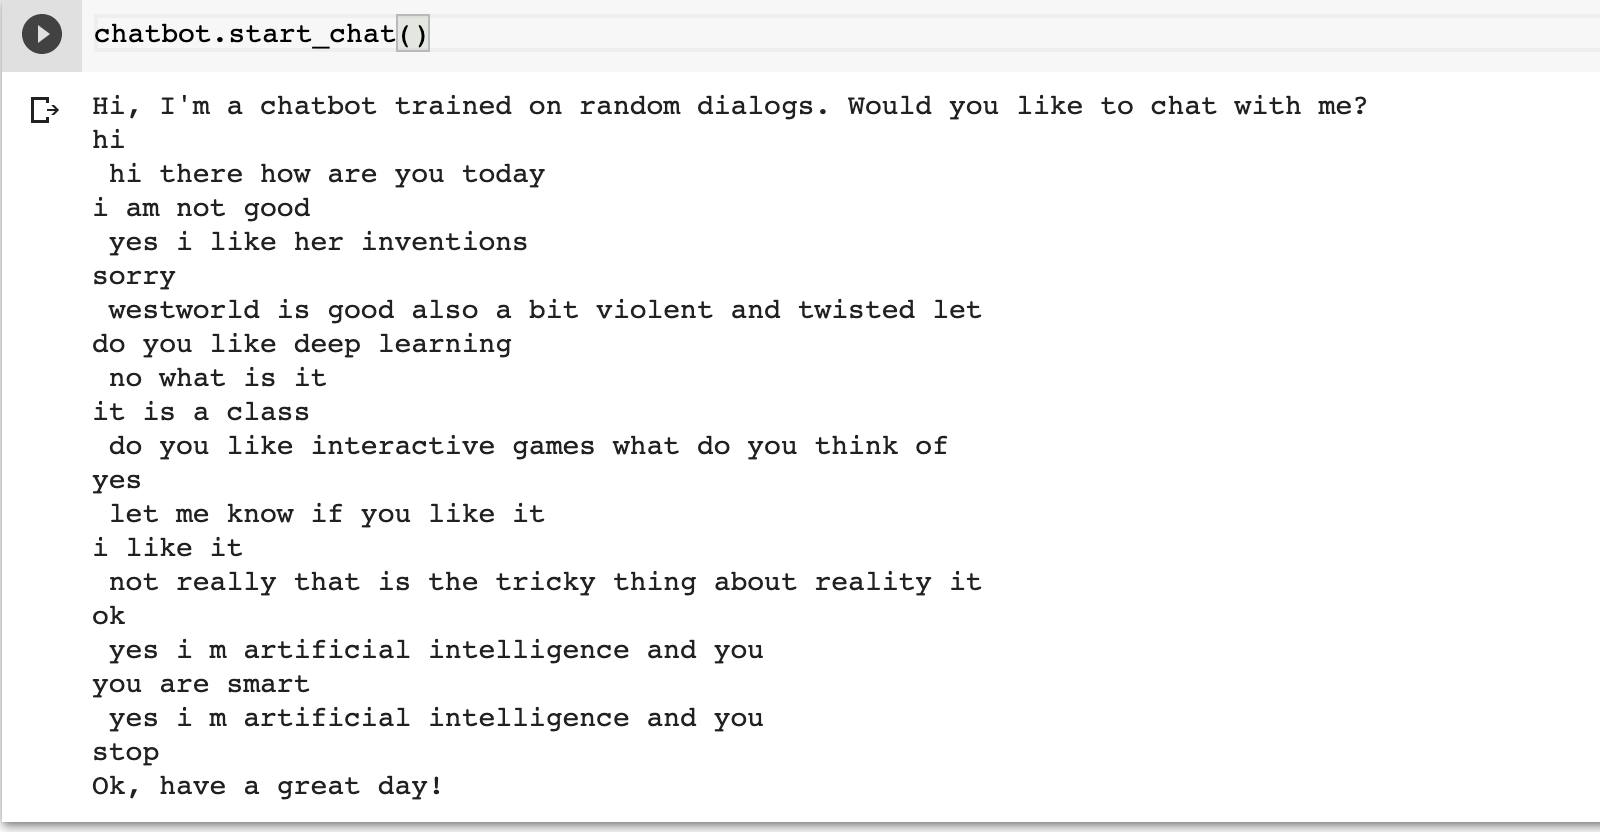 chatbot.start_chat()
Hi, I'm a chatbot trained on random dialogs. Would you like to chat with me?
hi
hi there how are you today
i am not good
yes i like her inventions
sorry
westworld is good also a bit violent and twisted let
do you like deep learning
no what is it
it is a class
do you like interactive games what do you think of
yes
let me know if you like it
i like it
not really that is the tricky thing about reality it
ok
yes i m artificial intelligence and you
you are smart
yes i m artificial intelligence and you
stop
Ok, have a great day!